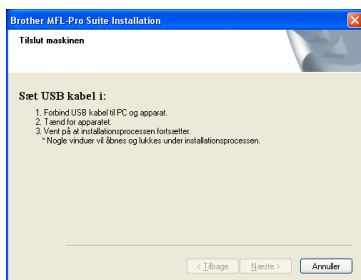 Brother MFL-Pro Suite Installation
Tilslut maskinen
Sæt USB kabel i:
1. Forbind USB kabel til PC og apparat.
2. Tænd for apparatet.
3. Vent på at installationsprocessen fortsætter.
* Nogle vinduer vil åbnes og lukkes under installationsprocessen.
< Tilbage Næste > Annuller